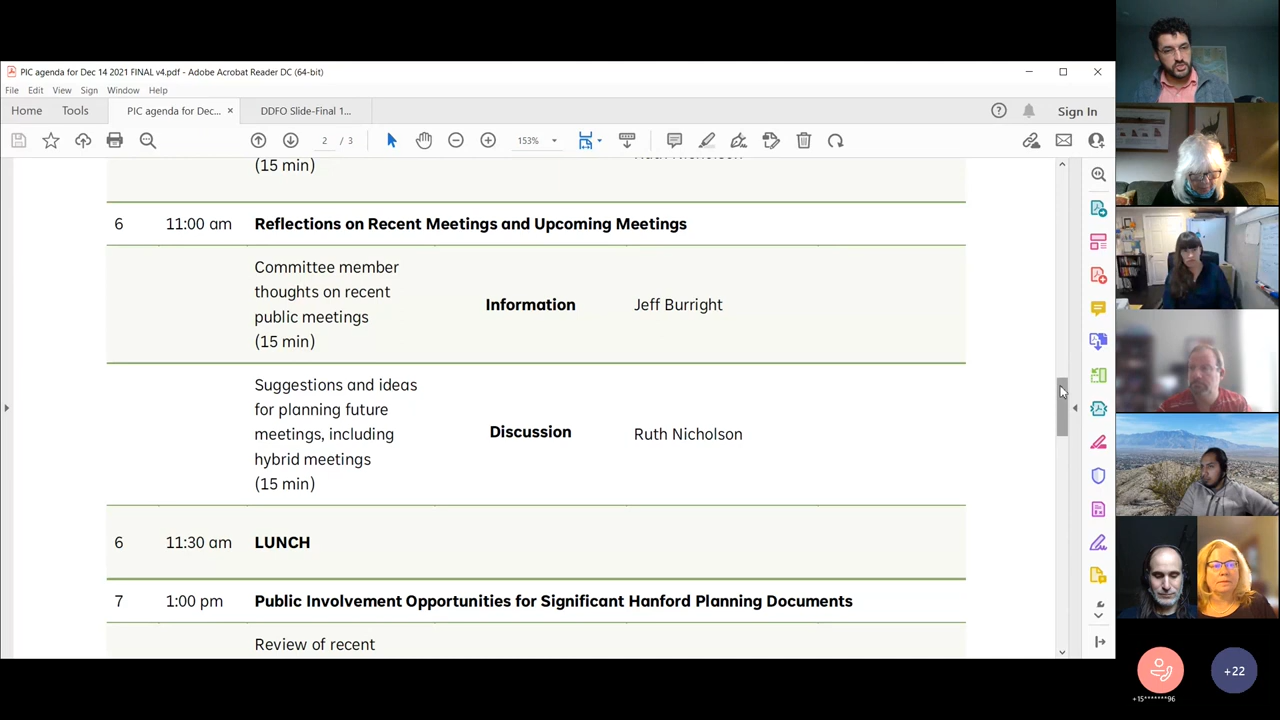 PIC agenda for Dec 14 2021 FINAL v4.pdf - Adobe Acrobat Reader DC (64-bit)
File Edit View Sign Window Help
Home Tools PIC agenda for Dec... × DDFO Slide-Final 1... Sign In
2 / 3 153%
(15 min)
6 11:00 am Reflections on Recent Meetings and Upcoming Meetings
Committee member
thoughts on recent
public meetings
(15 min)
Information Jeff Burright
Suggestions and ideas
for planning future
meetings, including
hybrid meetings
(15 min)
Discussion Ruth Nicholson
6 11:30 am LUNCH
7 1:00 pm Public Involvement Opportunities for Significant Hanford Planning Documents
Review of recent
+22
+15*******96